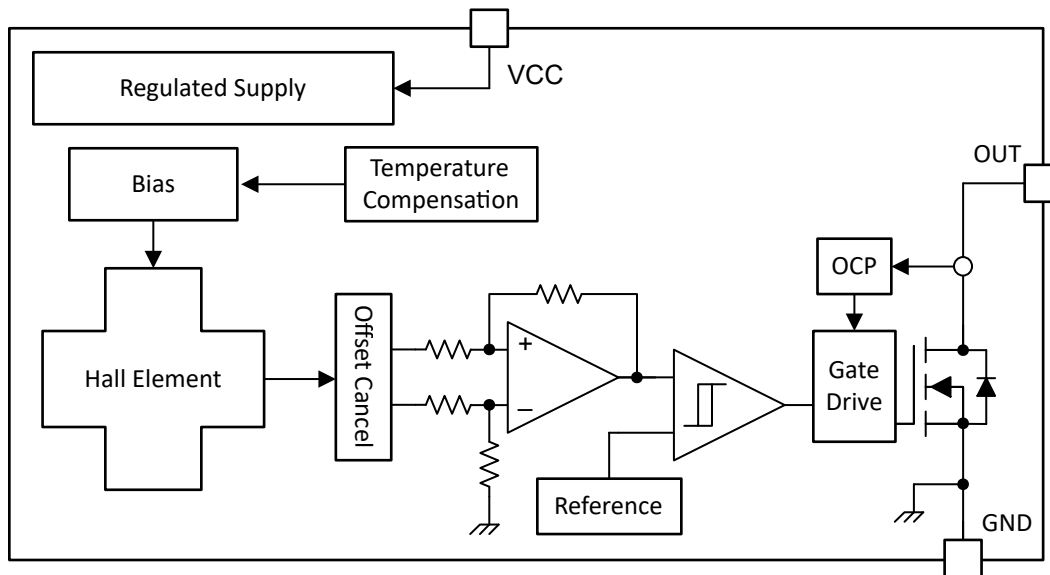 VCC
Regulated Supply
Bias
Temperature
Compensation
OUT
OCP
Hall Element
Offset Cancel
+
−
Gate
Drive
Reference
GND